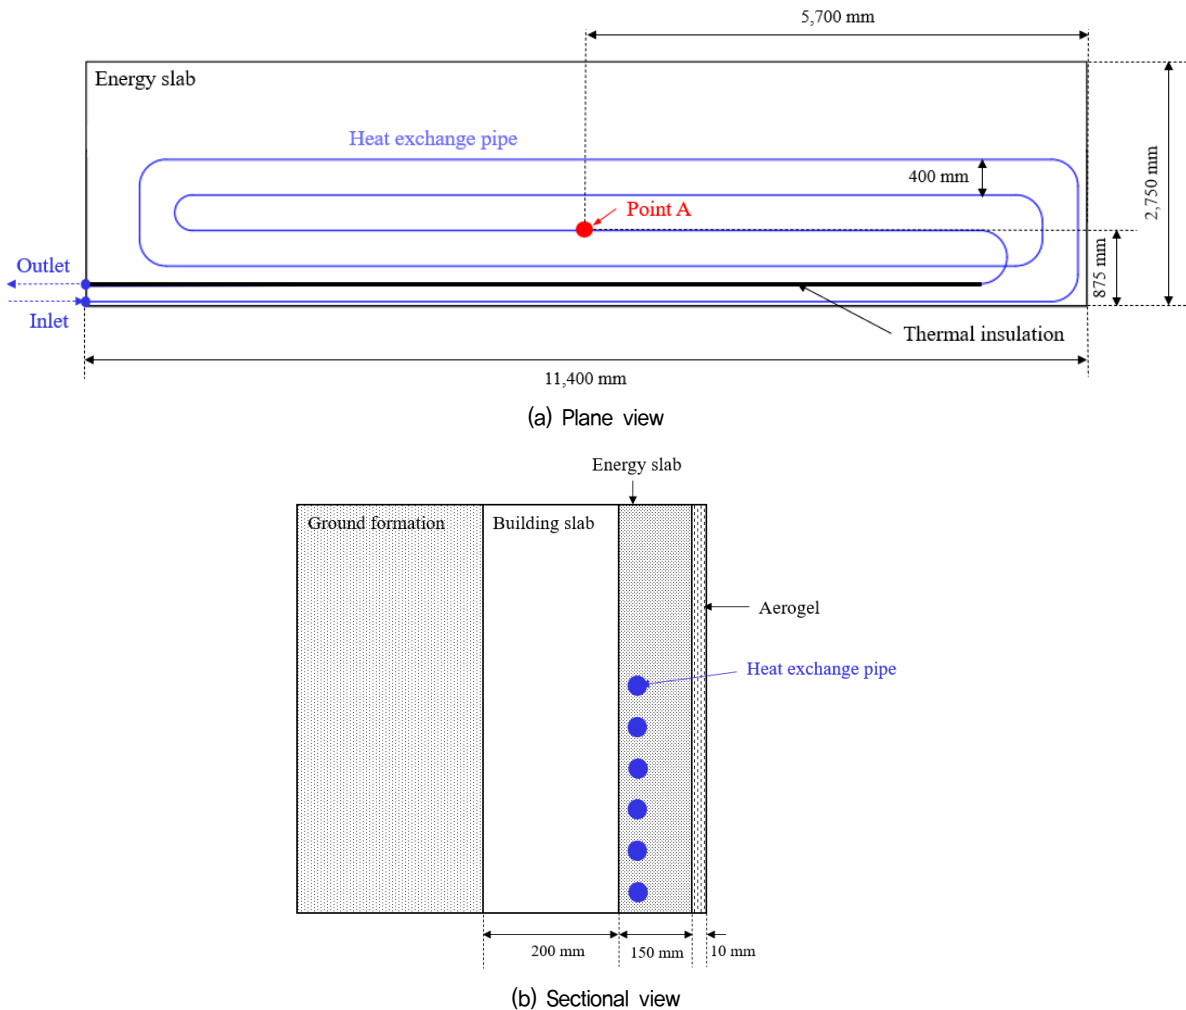 5,700 mm
Energy slab
Heat exchange pipe
400 mm
2,750 mm
Point A
875 mm
Outlet
Inlet
Thermal insulation
11,400 mm
(a) Plane view
Energy slab
Ground formation
Building slab
Aerogel
Heat exchange pipe
200 mm
150 mm
10 mm
(b) Sectional view